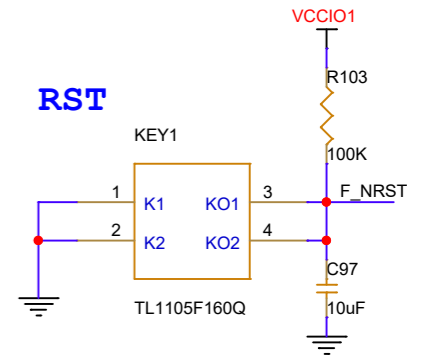 VCCIO1
R103
RST
KEY1
100K
1 K1 KO1 3 F_NRST
2 K2 KO2 4
C97
TL1105F160Q 10uF